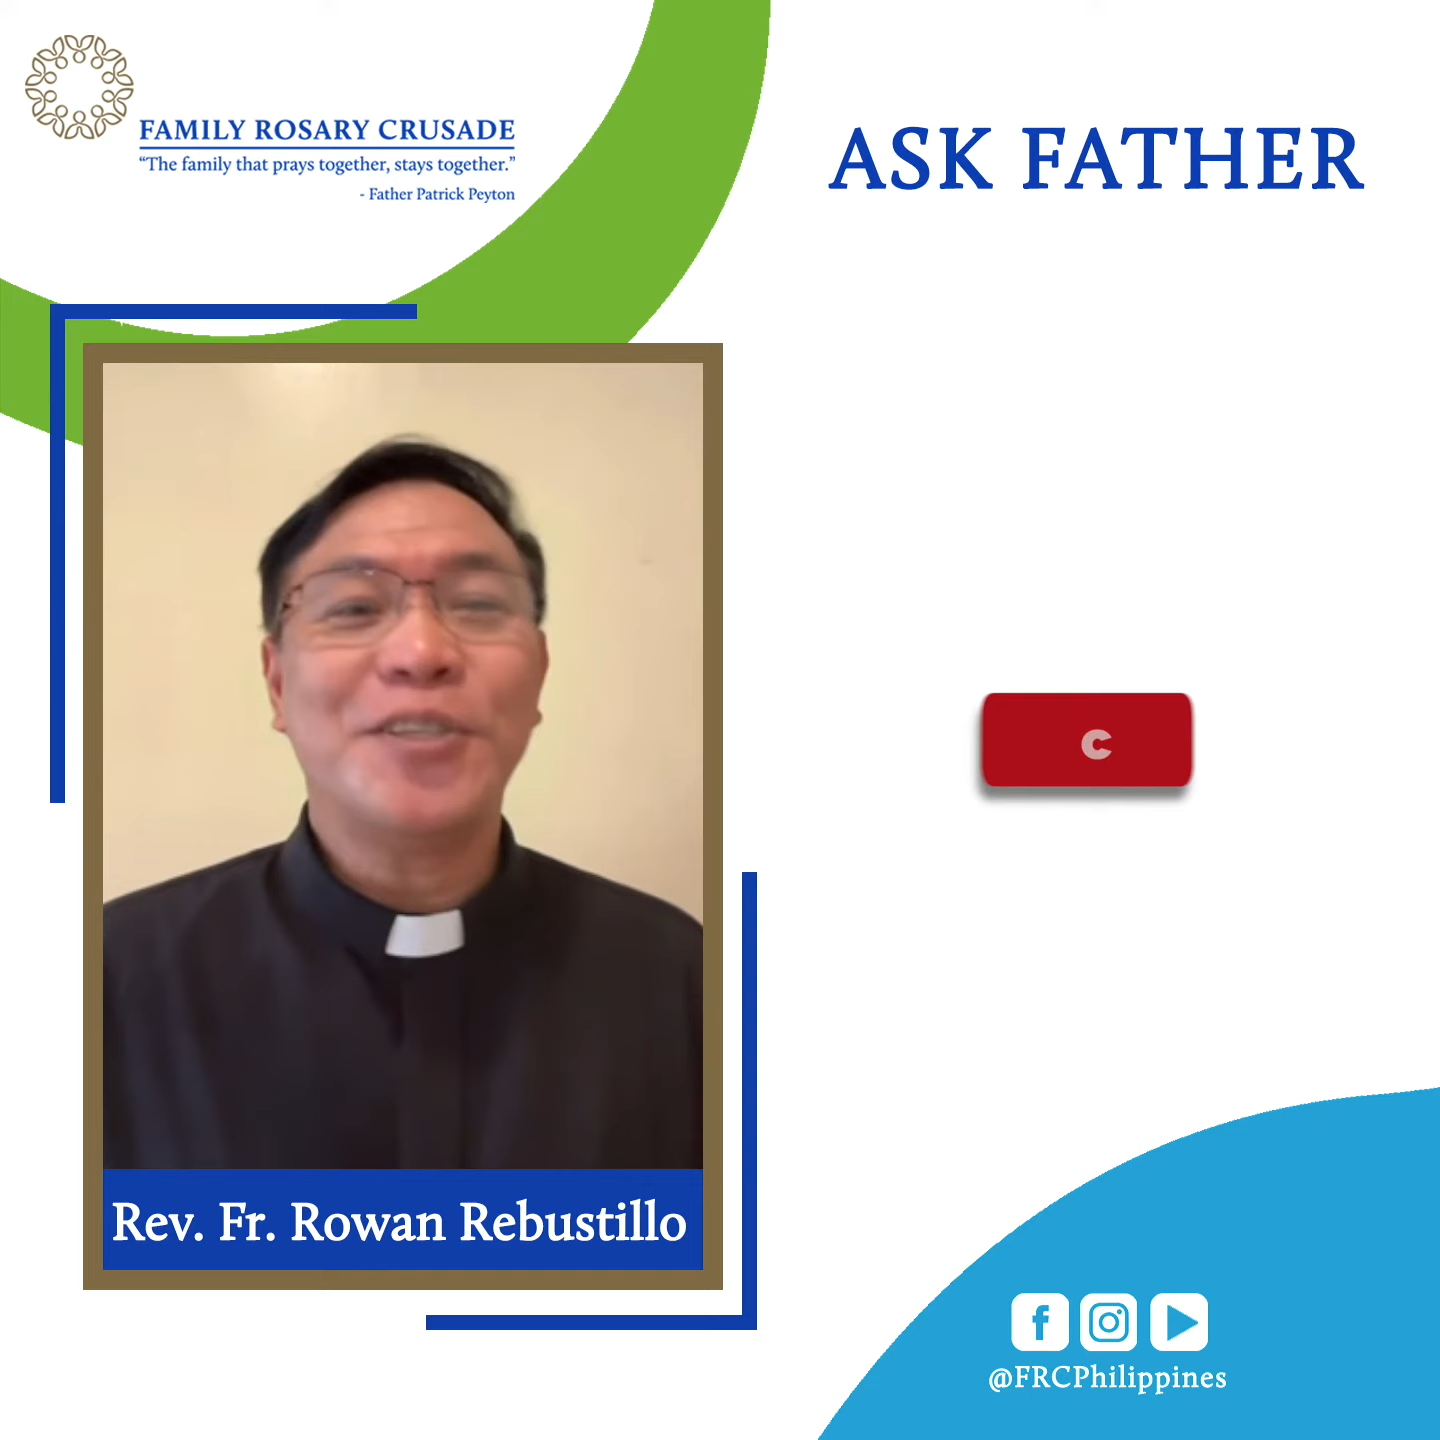 FAMILY ROSARY CRUSADE
“The family that prays together, stays together.”
- Father Patrick Peyton
ASK FATHER
C
Rev. Fr. Rowan Rebustillo
@FRCPhilippines